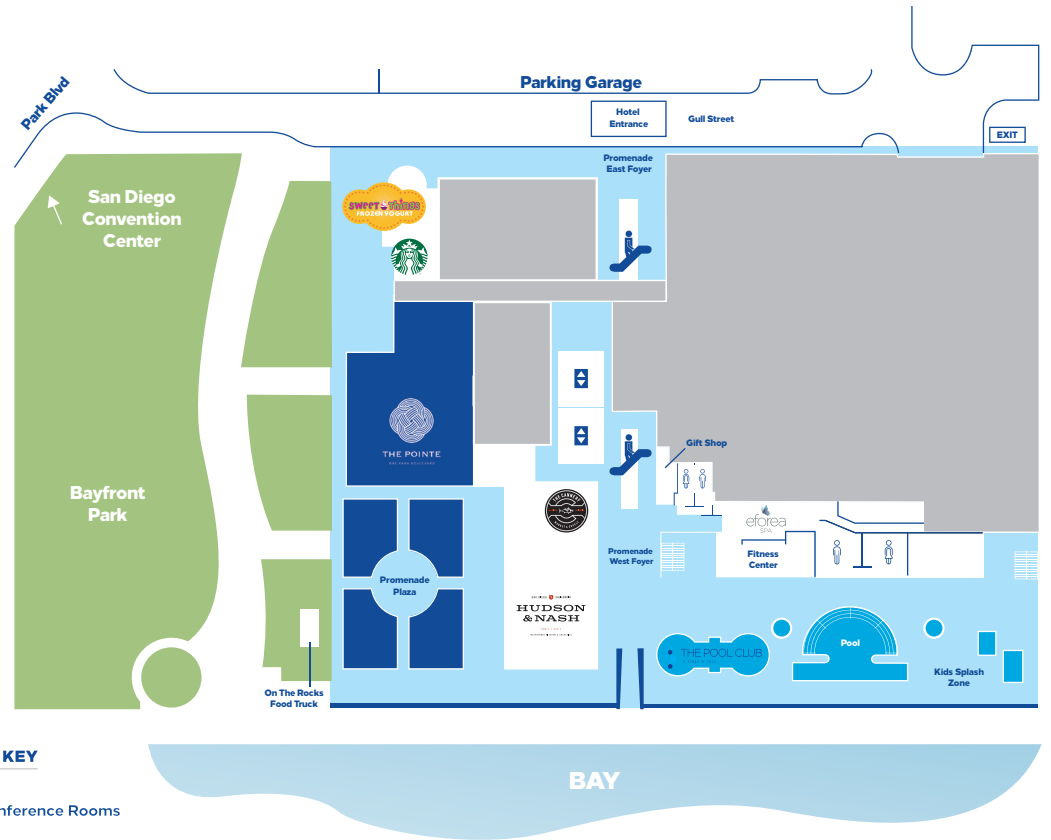 Park Blvd
Parking Garage
Hotel
Entrance
Gull Street
EXIT
Promenade
East Foyer
San Diego
Convention
Center
SWEET Things
FROZEN YOGURT
THE POINTE
Gift Shop
Bayfront
Park
THE CANNERY
eforea
SPA
Promenade
West Foyer
Fitness
Center
Promenade
Plaza
HUDSON
& NASH
THE POOL CLUB
Pool
Kids Splash
Zone
On The Rocks
Food Truck
KEY
BAY
nference Rooms